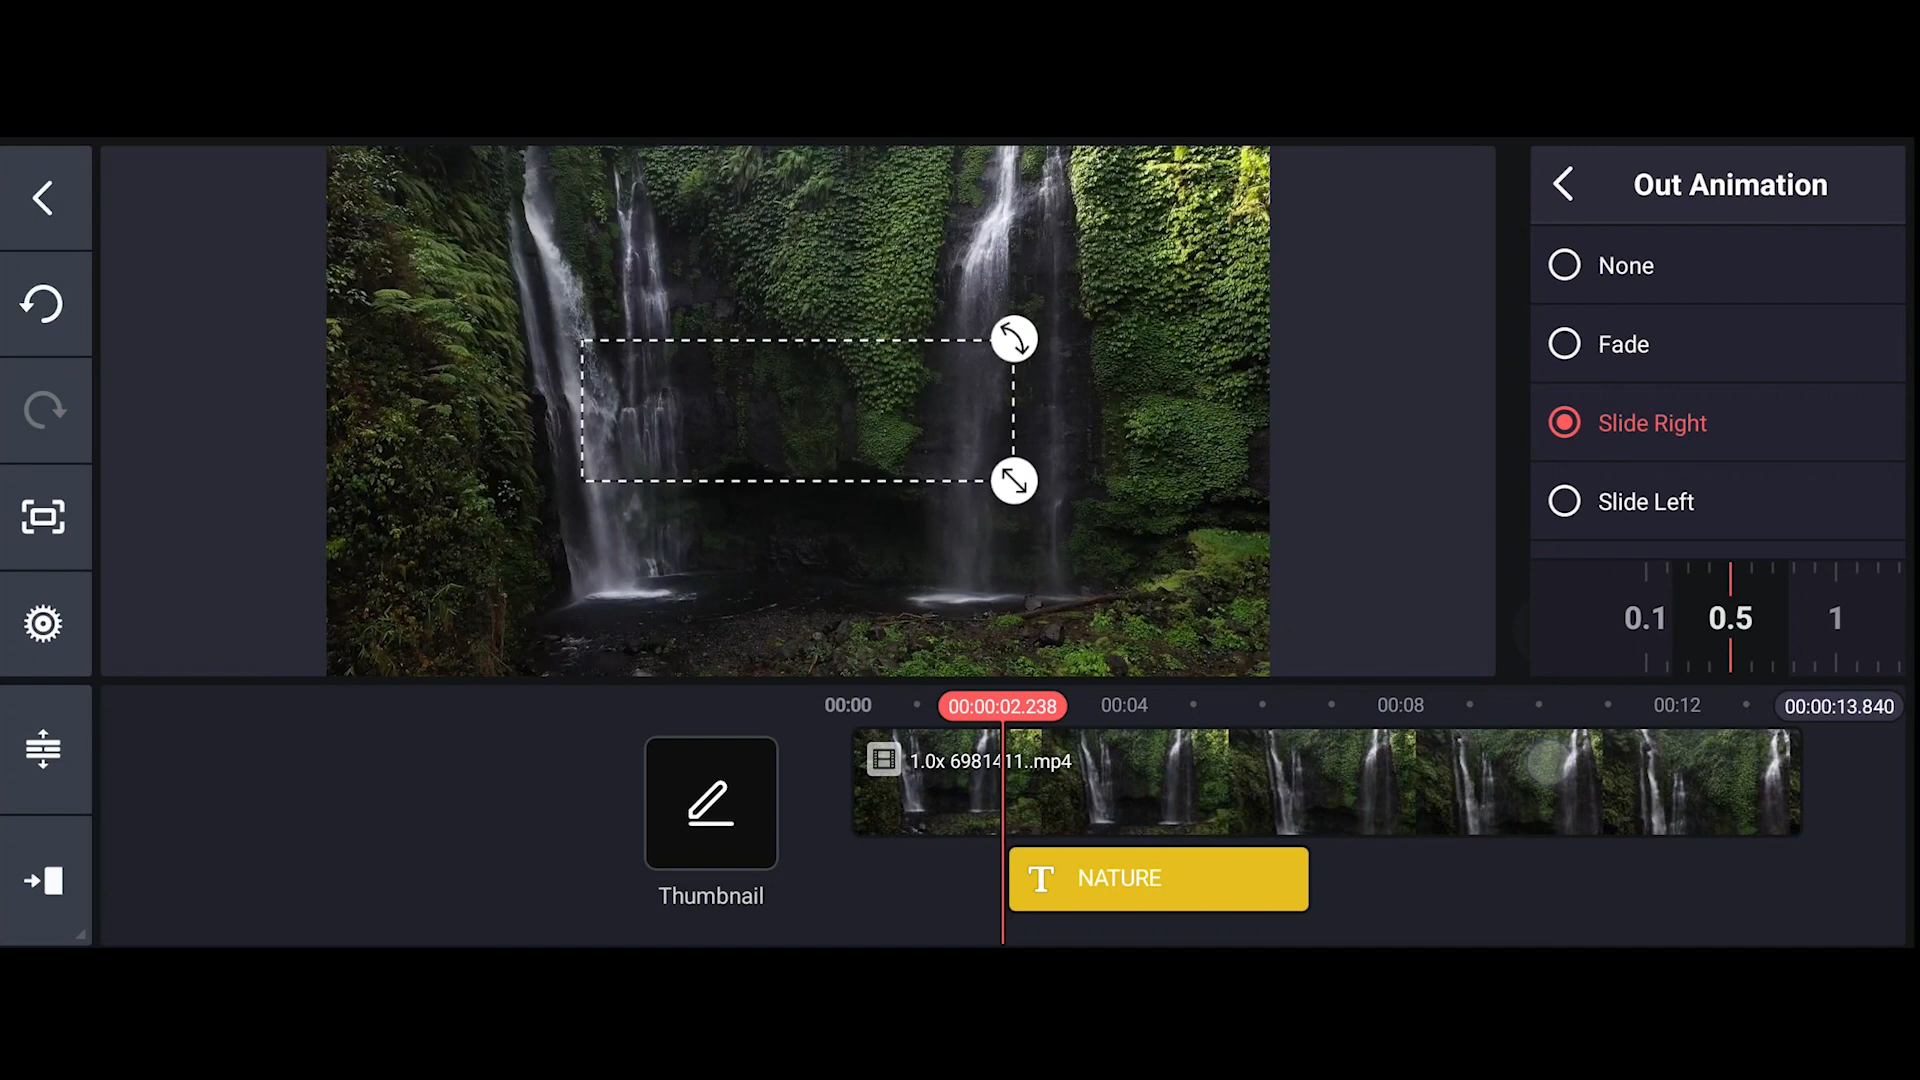 Out Animation
None
Fade
Slide Right
Slide Left
0.1 0.5 1
00:00 00:00:02.238 00:04 00:08 00:12 00:00:13.840
1.0x 6981411..mp4
T NATURE
Thumbnail